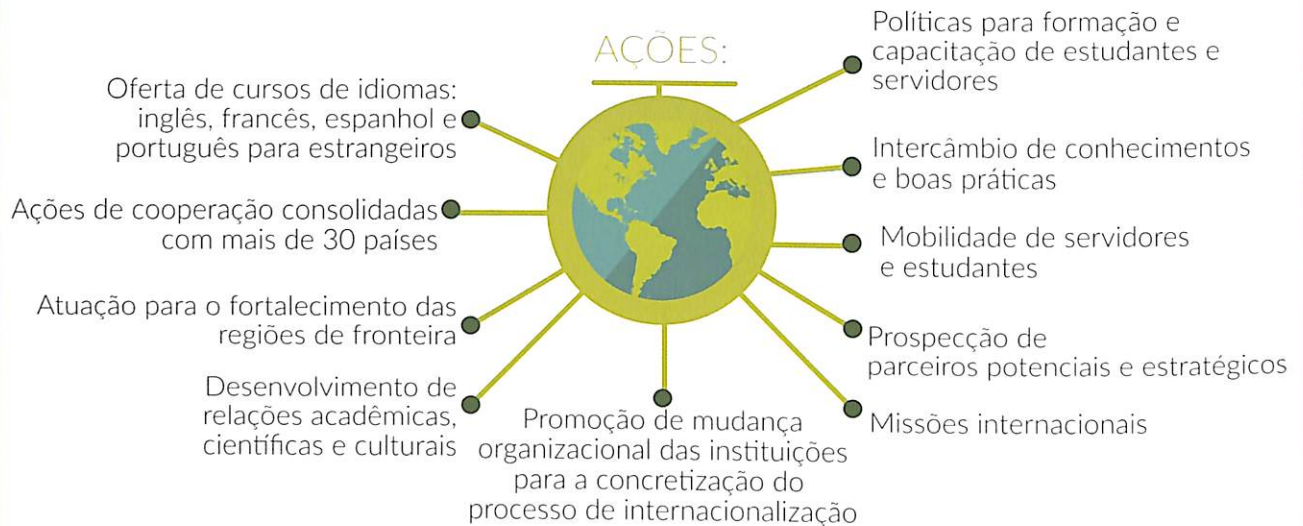 AÇÕES:
Oferta de cursos de idiomas:
inglês, francês, espanhol e
português para estrangeiros
Ações de cooperação consolidadas
com mais de 30 países
Atuação para o fortalecimento das
regiões de fronteira
Desenvolvimento de
relações acadêmicas,
científicas e culturais
Promoção de mudança
organizacional das instituições
para a concretização do
processo de internacionalização
Políticas para formação e
capacitação de estudantes e
servidores
Intercâmbio de conhecimentos
e boas práticas
Mobilidade de servidores
e estudantes
Prospecção de
parceiros potenciais e estratégicos
Missões internacionais